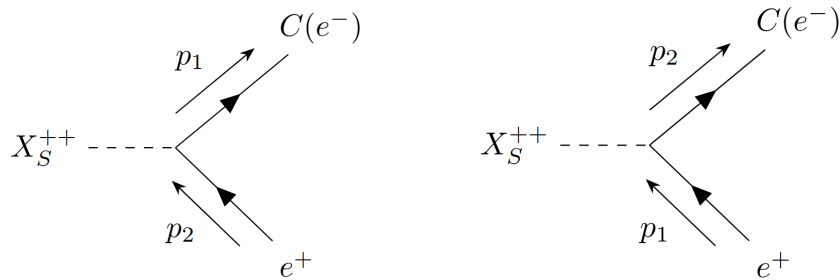 C(e⁻)
p₁
X_S⁺⁺
p₂
e⁺
C(e⁻)
p₂
X_S⁺⁺
p₁
e⁺